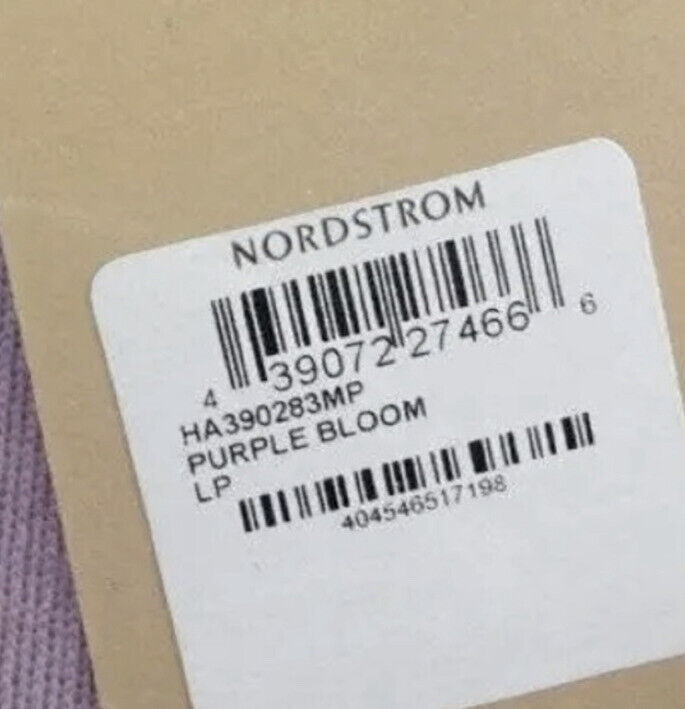 NORDSTROM
4 39072 27466 6
HA390283MP
PURPLE BLOOM
LP
404546517198